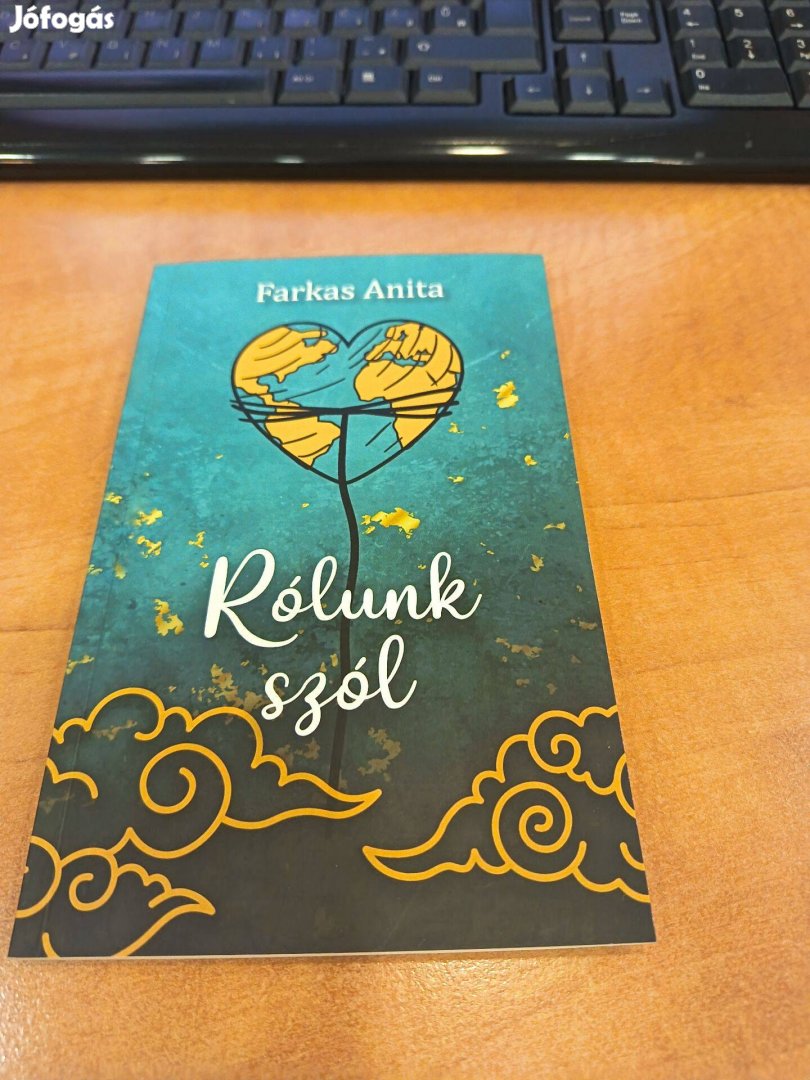 Jófogás
Farkas Anita
Rólunk
szól